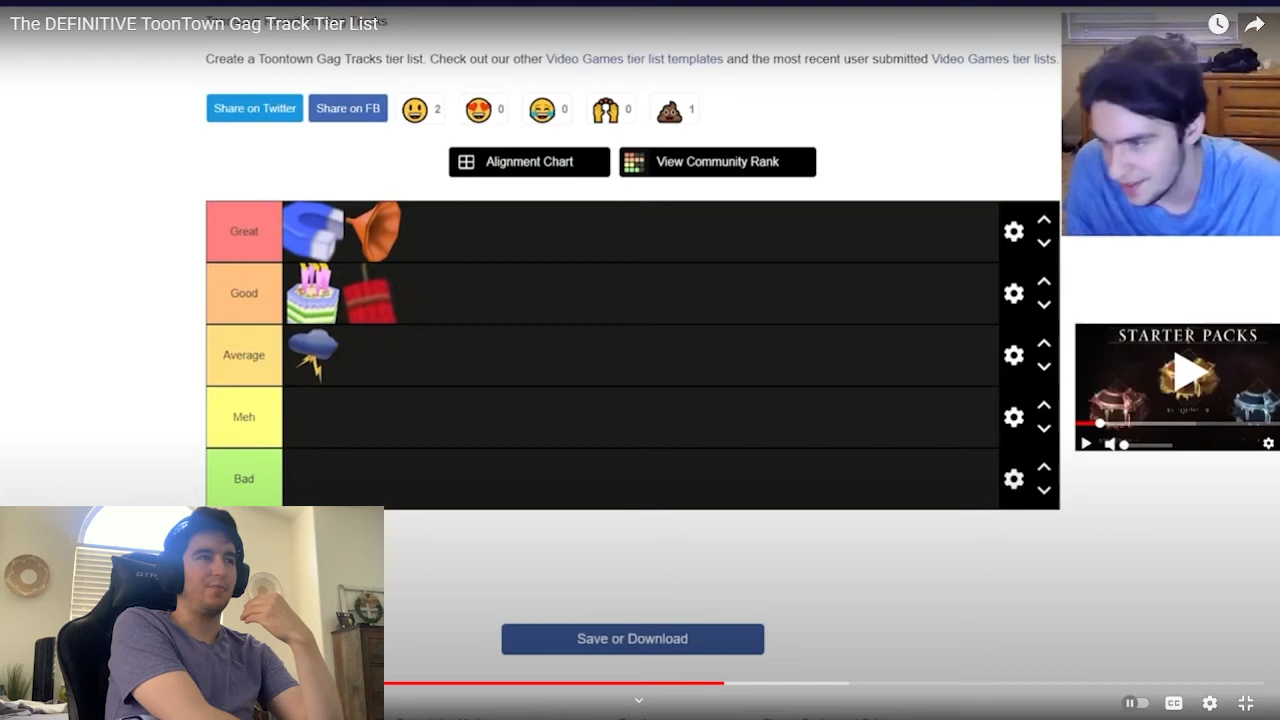 The DEFINITIVE ToonTown Gag Track Tier List
Create a Toontown Gag Tracks tier list. Check out our other Video Games tier list templates and the most recent user submitted Video Games tier lists.
Share on Twitter
Share on FB
2
0
0
0
1
Alignment Chart
View Community Rank
Great
Good
STARTER PACKS
Average
Meh
Bad
GTR
Save or Download
CC